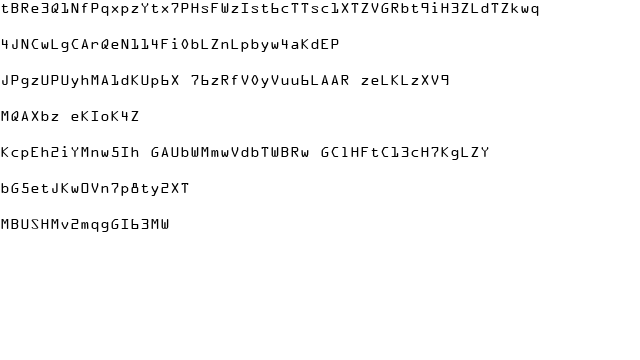 tBRe3Q1NfPqxpzYtx7PHsFWzIst6cTTsc1XTZVGRbt9iH3ZLdTZkwq
4JNCwLgCArQeN114Fi0bLZnLpbyw4aKdEP
JPgzUPUyhMA1dKUp6X 76zRfV0yVuu6LAAR zeLKLzXV9
MQAXbz eKIoK4Z
KcpEh2iYMnw5Ih GAUbWMmwVdbTWBRw GC1HFtC13cH7KgLZY
bG5etJKw0Vn7p8ty2XT
MBUSHMv2mqgGI63MW